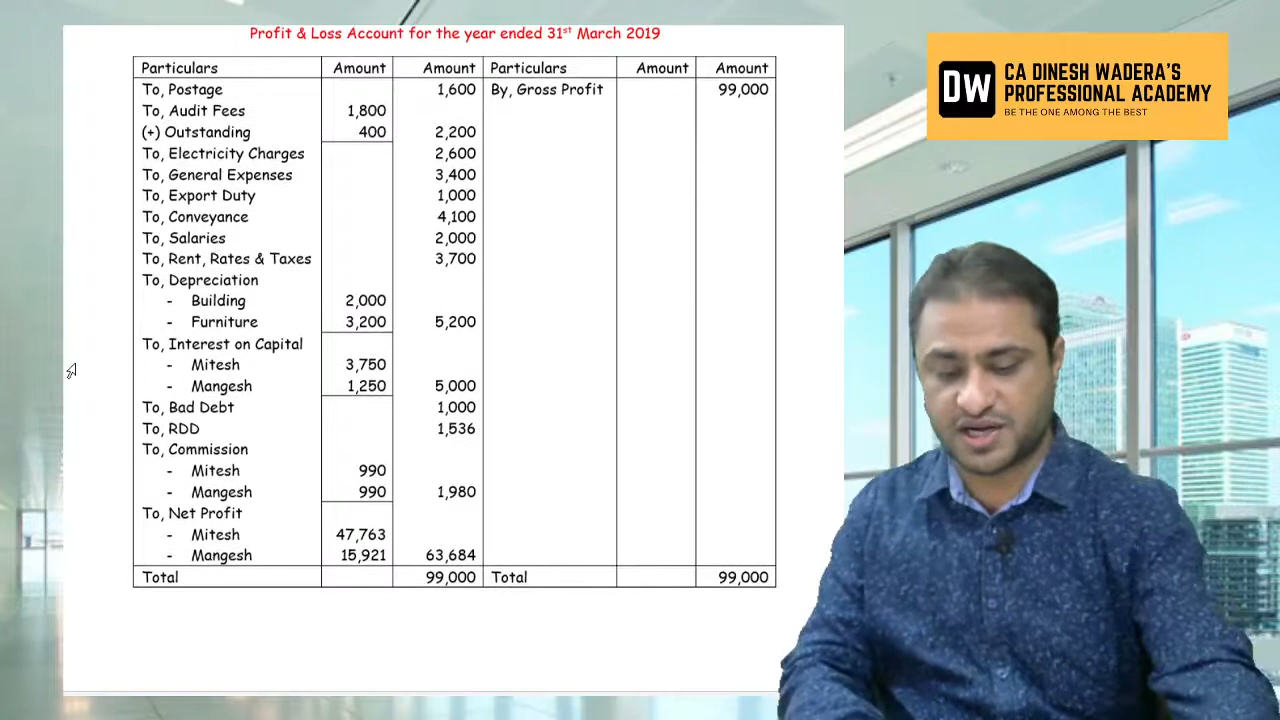 Profit & Loss Account for the year ended 31st March 2019
Particulars Amount Amount Particulars Amount Amount
To, Postage 1,600 By, Gross Profit 99,000
To, Audit Fees 1,800
(+) Outstanding 400 2,200
To, Electricity Charges 2,600
To, General Expenses 3,400
To, Export Duty 1,000
To, Conveyance 4,100
To, Salaries 2,000
To, Rent, Rates & Taxes 3,700
To, Depreciation
- Building 2,000
- Furniture 3,200 5,200
To, Interest on Capital
- Mitesh 3,750
- Mangesh 1,250 5,000
To, Bad Debt 1,000
To, RDD 1,536
To, Commission
- Mitesh 990
- Mangesh 990 1,980
To, Net Profit
- Mitesh 47,763
- Mangesh 15,921 63,684
Total 99,000 Total 99,000
DW
CA DINESH WADERA'S
PROFESSIONAL ACADEMY
BE THE ONE AMONG THE BEST